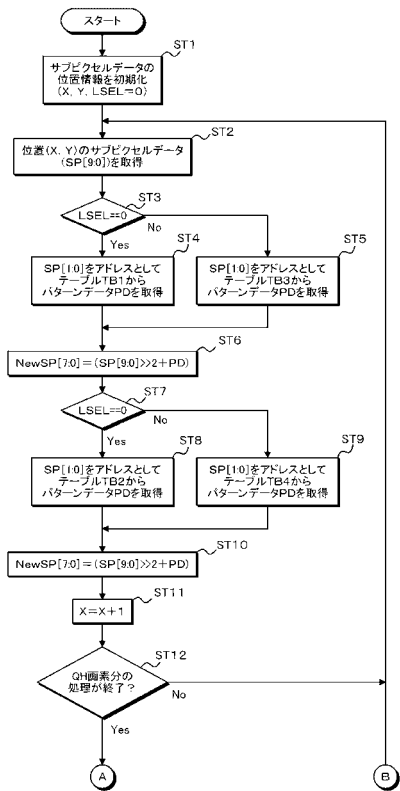 スタート
ST1
サブピクセルデータの
位置情報を初期化
(X, Y, LSEL=0)
ST2
位置(X, Y)のサブピクセルデータ
(SP[9:0])を取得
ST3
LSEL==0
No
Yes
ST4
SP[1:0]をアドレスとして
テーブルTB1から
パターンデータPDを取得
ST5
SP[1:0]をアドレスとして
テーブルTB3から
パターンデータPDを取得
ST6
NewSP[7:0]=(SP[9:0]>>2+PD)
ST7
LSEL==0
No
Yes
ST8
SP[1:0]をアドレスとして
テーブルTB2から
パターンデータPDを取得
ST9
SP[1:0]をアドレスとして
テーブルTB4から
パターンデータPDを取得
ST10
NewSP[7:0]=(SP[9:0]>>2+PD)
ST11
X=X+1
ST12
QH画素分の
処理が終了?
No
Yes
A
B